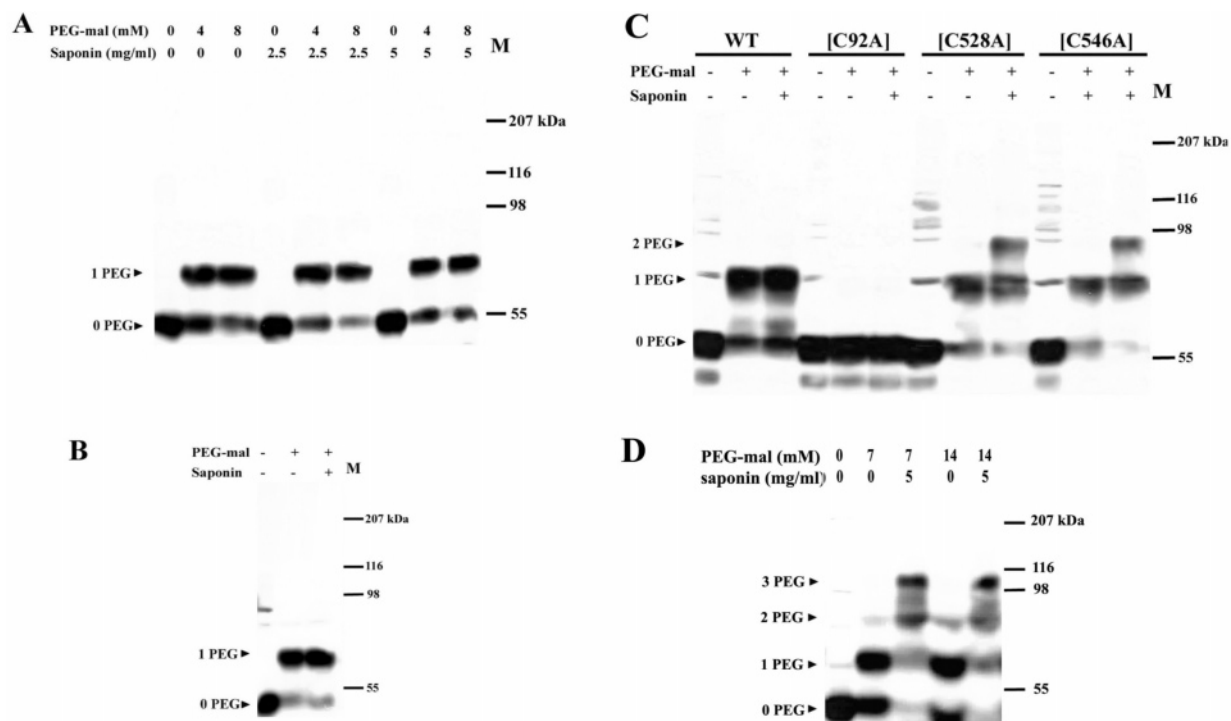 A
PEG-mal (mM) 0 4 8 0 4 8 0 4 8
Saponin (mg/ml) 0 0 0 2.5 2.5 2.5 5 5 5 M
207 kDa
116
98
1 PEG
55
0 PEG
B
PEG-mal - + +
Saponin - - + M
207 kDa
116
98
1 PEG
55
0 PEG
C
WT [C92A] [C528A] [C546A]
PEG-mal - + + - + + - + + - + +
Saponin - - + - - + - - + - + + M
207 kDa
116
98
2 PEG
1 PEG
0 PEG
55
D
PEG-mal (mM) 0 7 7 14 14
saponin (mg/ml) 0 0 5 0 5
207 kDa
116
3 PEG
98
2 PEG
1 PEG
55
0 PEG